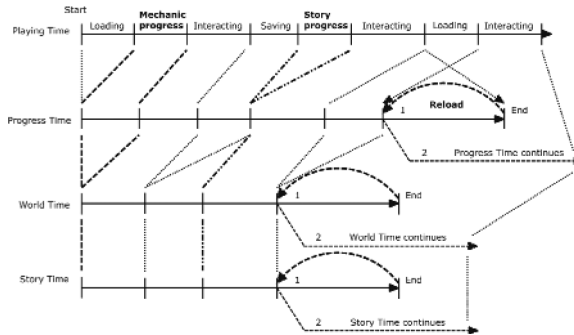 Start
Playing Time
Loading
Mechanic
progress
Interacting
Saving
Story
progress
Interacting
Loading
Interacting
Reload
1
End
Progress Time
2 Progress Time continues
1
End
World Time
2 World Time continues
1
End
Story Time
2 Story Time continues